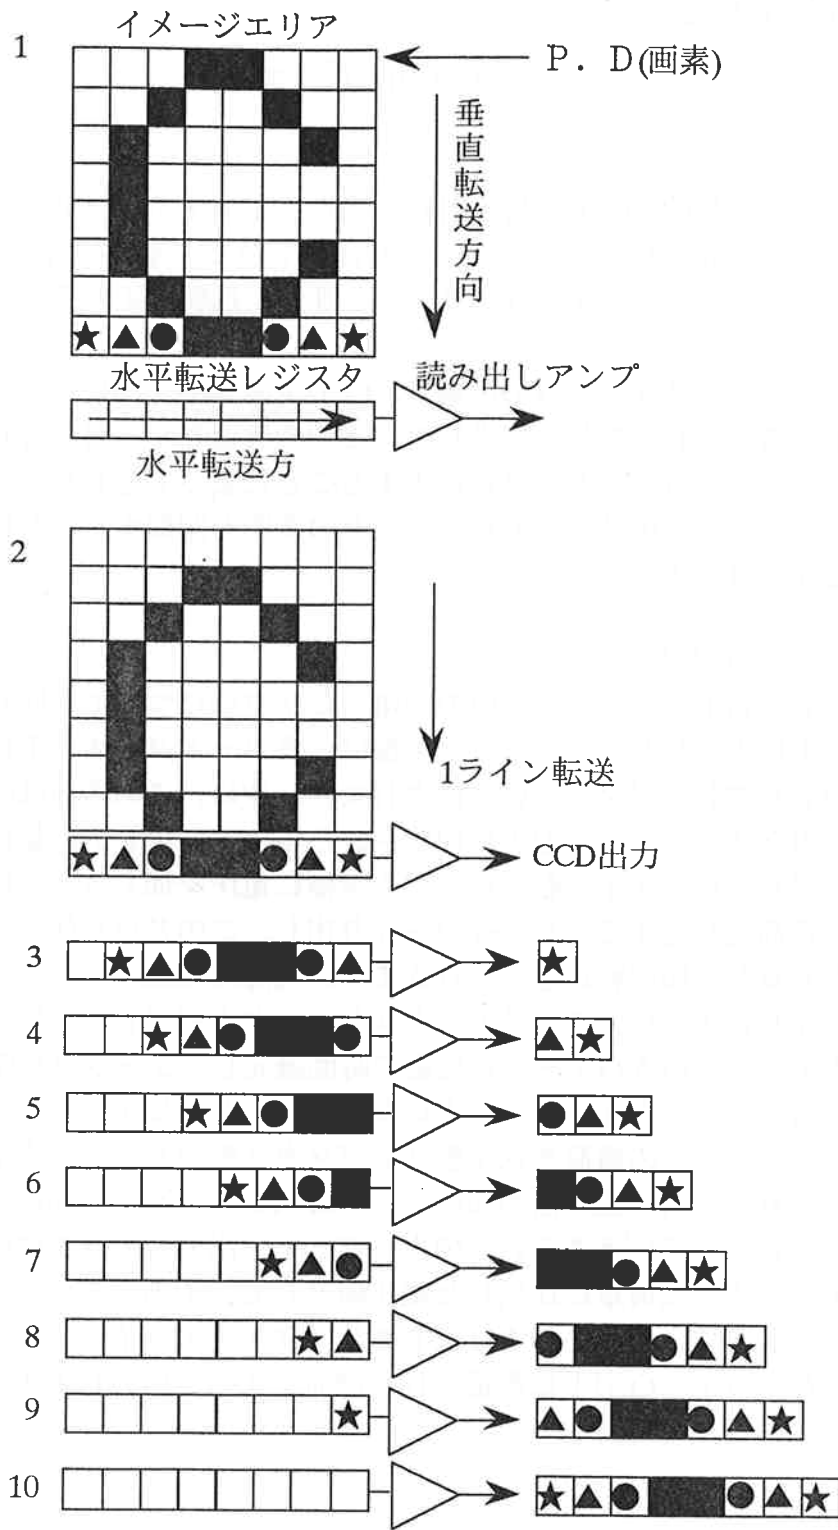 イメージエリア
1
P. D(画素)
垂直転送方向
水平転送レジスタ
読み出しアンプ
水平転送方
2
1ライン転送
CCD出力
3
4
5
6
7
8
9
10